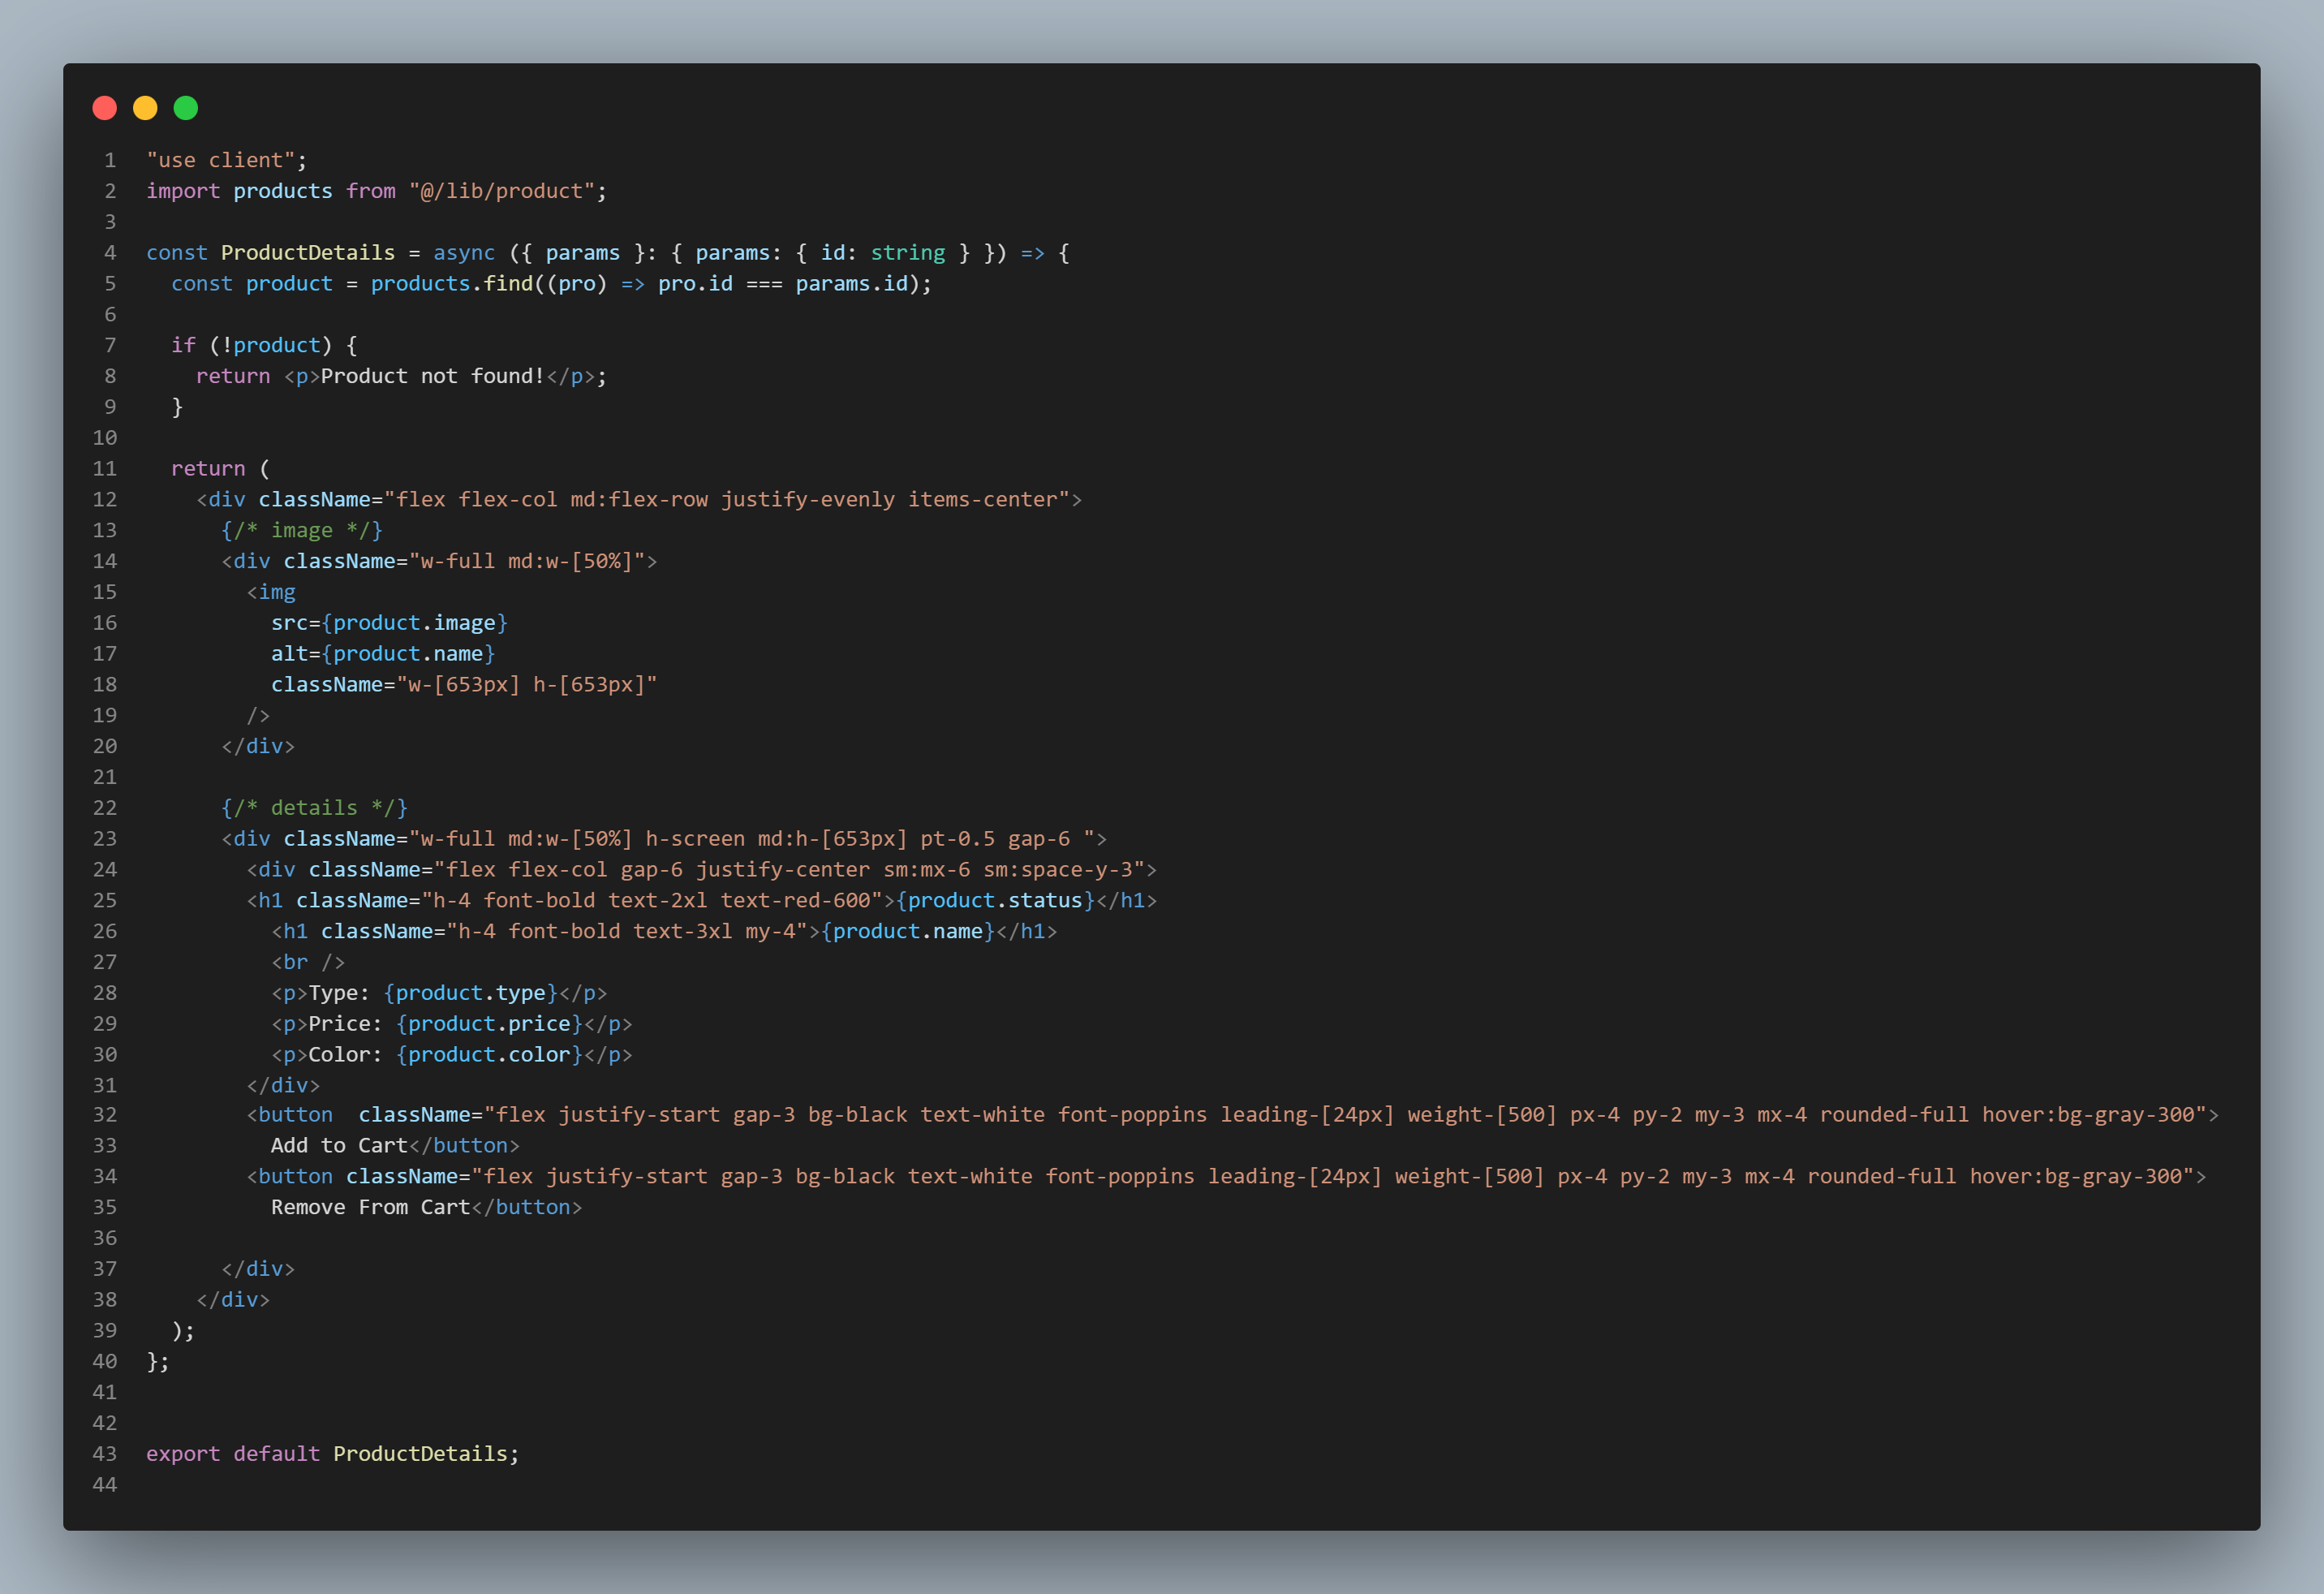 1 "use client";
2 import products from "@/lib/product";
3
4 const ProductDetails = async ({ params }: { params: { id: string } }) => {
5   const product = products.find((pro) => pro.id === params.id);
6
7   if (!product) {
8     return <p>Product not found!</p>;
9   }
10
11   return (
12     <div className="flex flex-col md:flex-row justify-evenly items-center">
13       {/* image */}
14       <div className="w-full md:w-[50%]">
15         <img
16           src={product.image}
17           alt={product.name}
18           className="w-[653px] h-[653px]"
19         />
20       </div>
21
22       {/* details */}
23       <div className="w-full md:w-[50%] h-screen md:h-[653px] pt-0.5 gap-6 ">
24         <div className="flex flex-col gap-6 justify-center sm:mx-6 sm:space-y-3">
25         <h1 className="h-4 font-bold text-2xl text-red-600">{product.status}</h1>
26           <h1 className="h-4 font-bold text-3xl my-4">{product.name}</h1>
27           <br />
28           <p>Type: {product.type}</p>
29           <p>Price: {product.price}</p>
30           <p>Color: {product.color}</p>
31         </div>
32         <button  className="flex justify-start gap-3 bg-black text-white font-poppins leading-[24px] weight-[500] px-4 py-2 my-3 mx-4 rounded-full hover:bg-gray-300">
33           Add to Cart</button>
34         <button className="flex justify-start gap-3 bg-black text-white font-poppins leading-[24px] weight-[500] px-4 py-2 my-3 mx-4 rounded-full hover:bg-gray-300">
35           Remove From Cart</button>
36
37       </div>
38     </div>
39   );
40 };
41
42
43 export default ProductDetails;
44